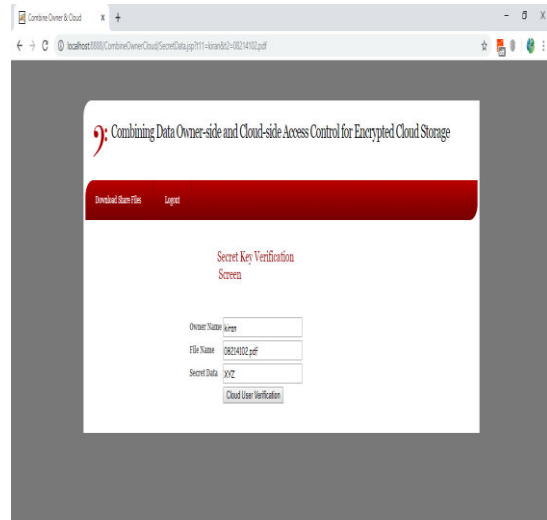 Combine Owner & Cloud
localhost:8888/CombineOwnerCloud/SecretData.jsp?t11=kiran&t2=08214102.pdf
Combining Data Owner-side and Cloud-side Access Control for Encrypted Cloud Storage
Download Share Files Logout
Secret Key Verification
Screen
Owner Name kiran
File Name 08214102.pdf
Secret Data XYZ
Cloud User Verification